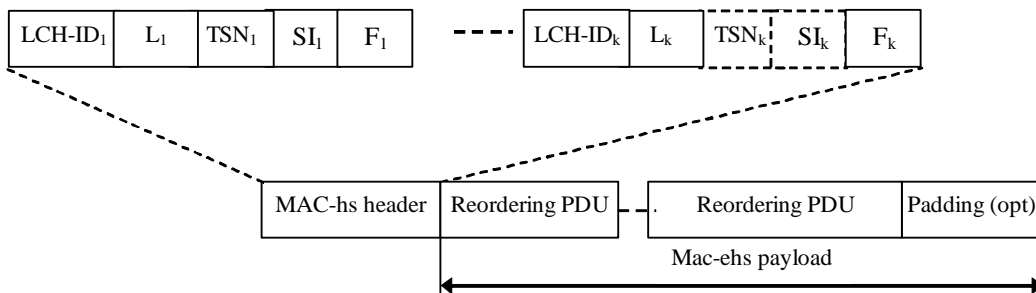 LCH-ID₁ L₁ TSN₁ SI₁ F₁ LCH-IDₖ Lₖ TSNₖ SIₖ Fₖ
MAC-hs header Reordering PDU Reordering PDU Padding (opt)
Mac-ehs payload